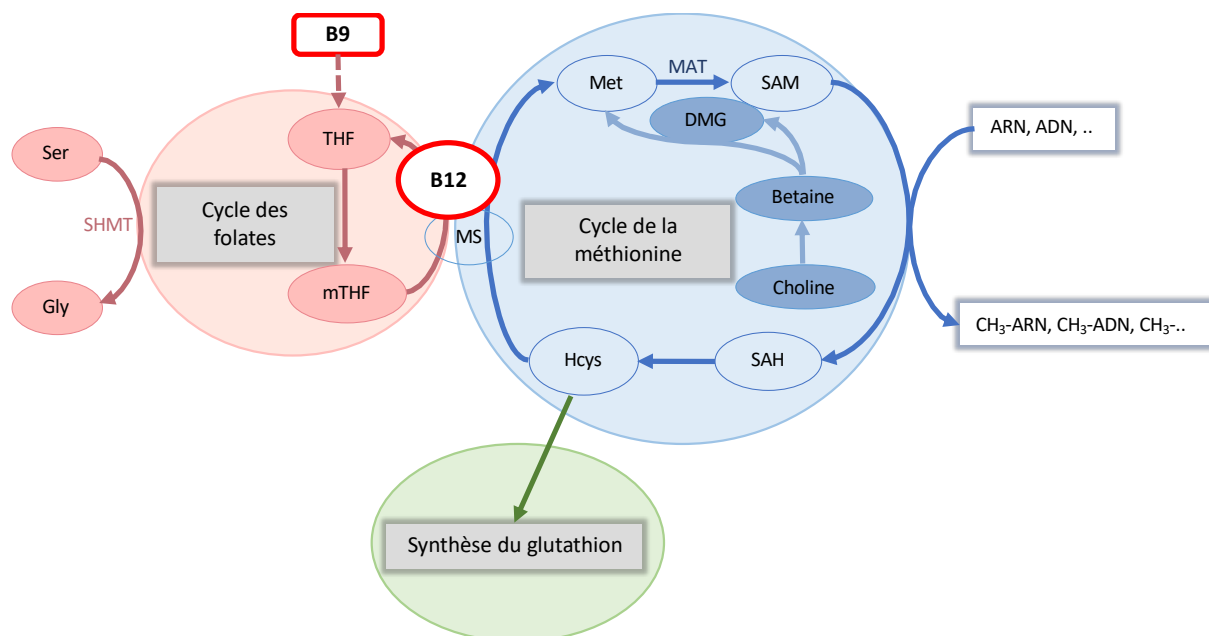 B9
Met
MAT
SAM
DMG
THF
ARN, ADN, ..
Ser
B12
Betaine
Cycle des
folates
SHMT
MS
Cycle de la
méthionine
mTHF
Choline
Gly
CH₃-ARN, CH₃-ADN, CH₃-..
Hcys
SAH
Synthèse du glutathion